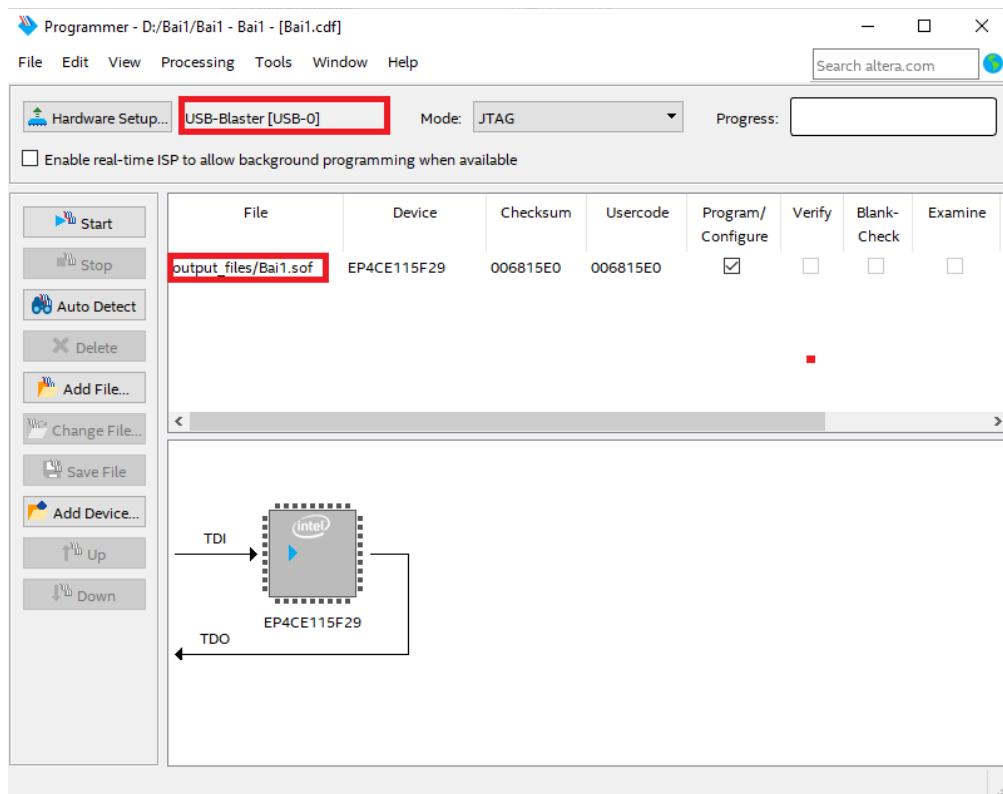 Programmer - D:/Bai1/Bai1 - Bai1 - [Bai1.cdf]
File Edit View Processing Tools Window Help
Search altera.com
Hardware Setup... USB-Blaster [USB-0] Mode: JTAG Progress:
Enable real-time ISP to allow background programming when available
Start
Stop
Auto Detect
Delete
Add File...
Change File...
Save File
Add Device...
Up
Down
File Device Checksum Usercode Program/ Verify Blank- Examine
Configure Check
output_files/Bai1.sof EP4CE115F29 006815E0 006815E0
TDI
intel
EP4CE115F29
TDO